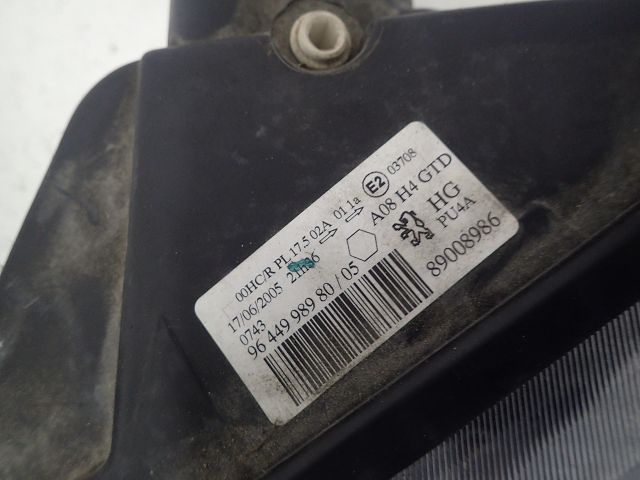 00HC/R PL 17.5 02A 01 1a E2 03708
17/06/2005 21h36 A08 H4 GTD
0743 HG
96 449 989 80 / 05 PU4A
89008986